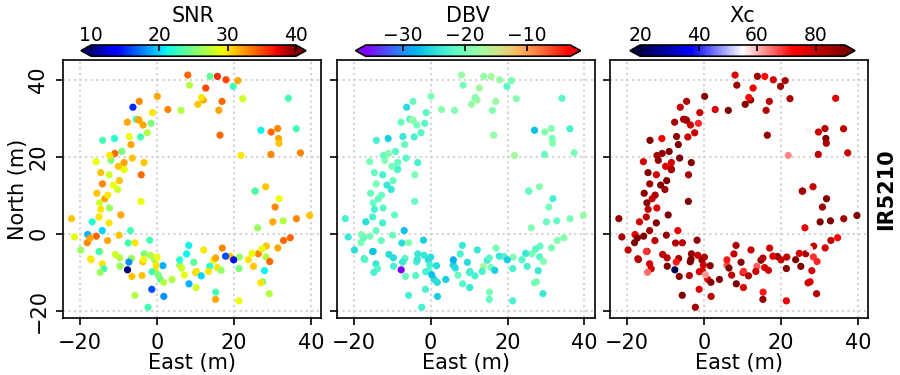 SNR
DBV
Xc
10 20 30 40
−30 −20 −10
20 40 60 80
North (m)
40
20
0
−20
IR5210
−20 0 20 40
−20 0 20 40
−20 0 20 40
East (m)
East (m)
East (m)